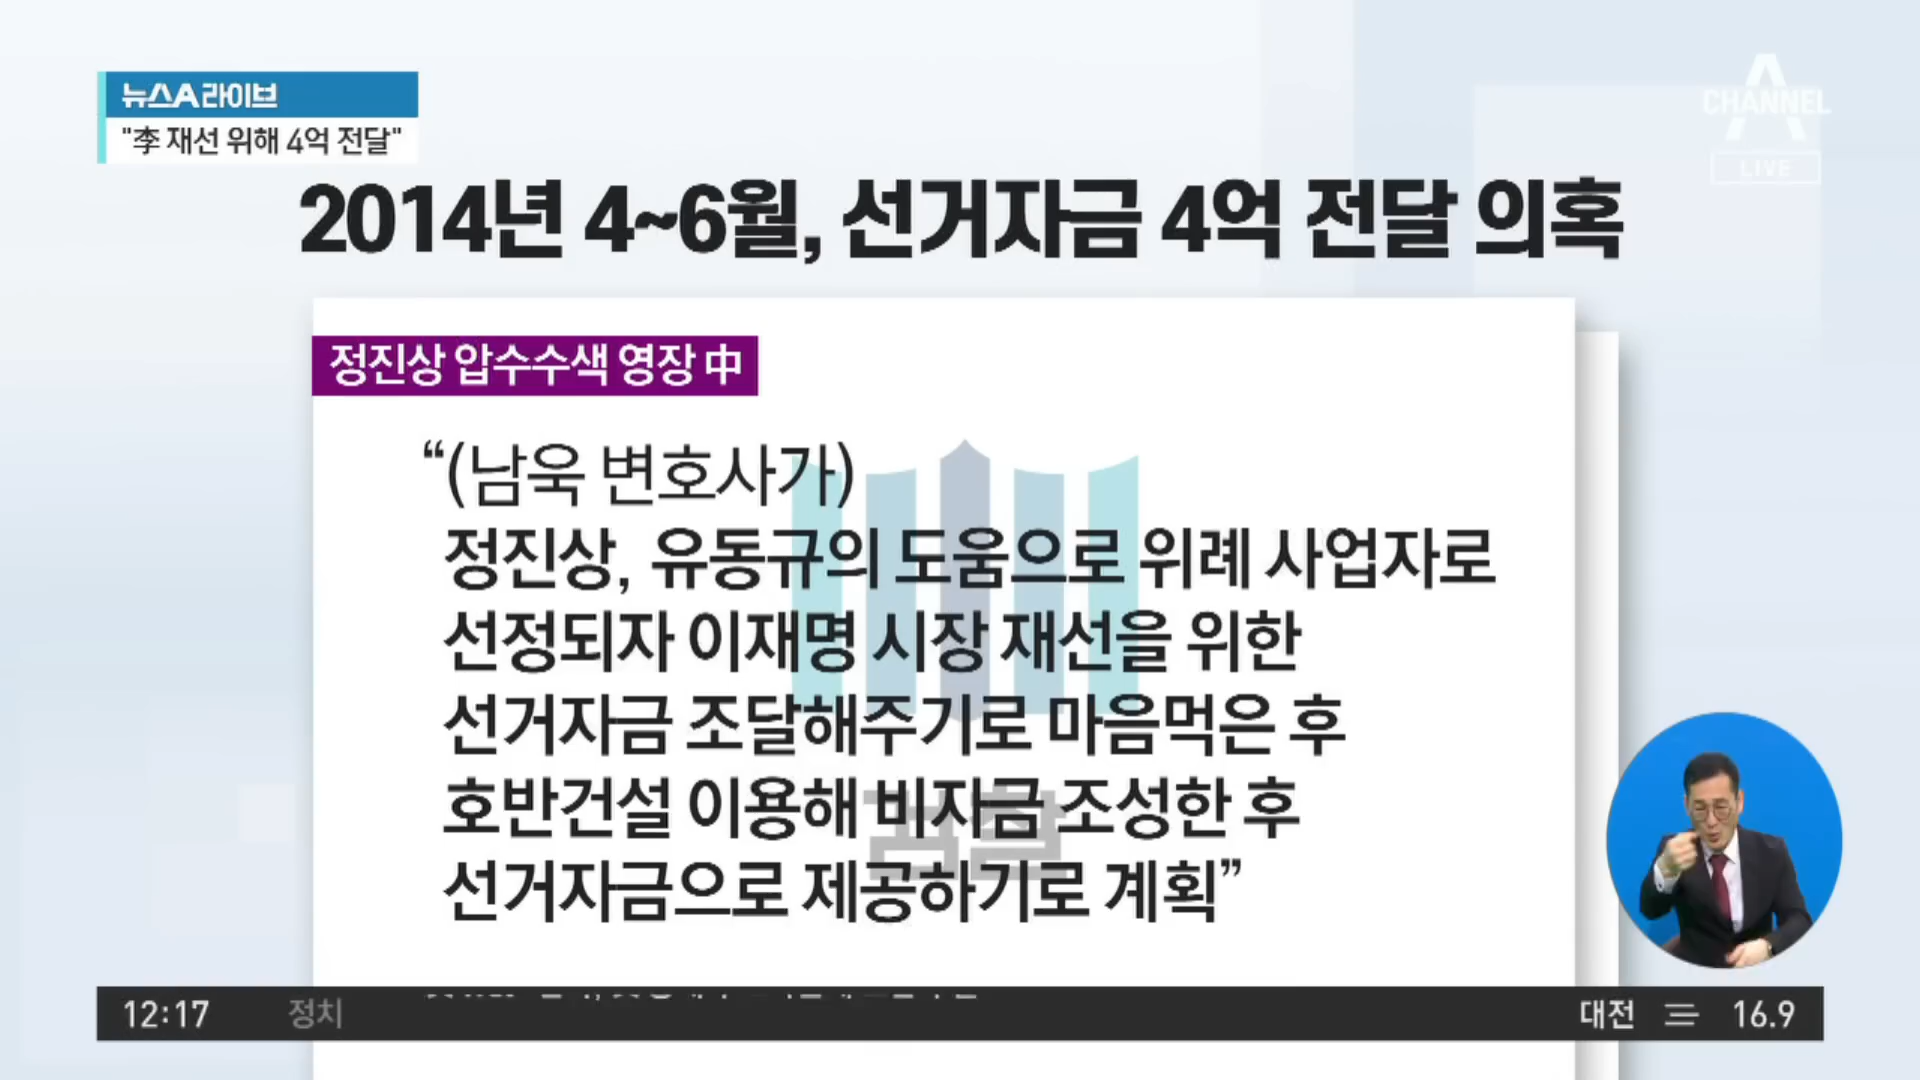 뉴스A 라이브
"李 재선 위해 4억 전달"
CHANNEL A
LIVE
2014년 4~6월, 선거자금 4억 전달 의혹
정진상 압수수색 영장 中
“(남욱 변호사가)
정진상, 유동규의 도움으로 위례 사업자로
선정되자 이재명 시장 재선을 위한
선거자금 조달해주기로 마음먹은 후
호반건설 이용해 비자금 조성한 후
선거자금으로 제공하기로 계획”
검찰
12:17 정치
대전 16.9